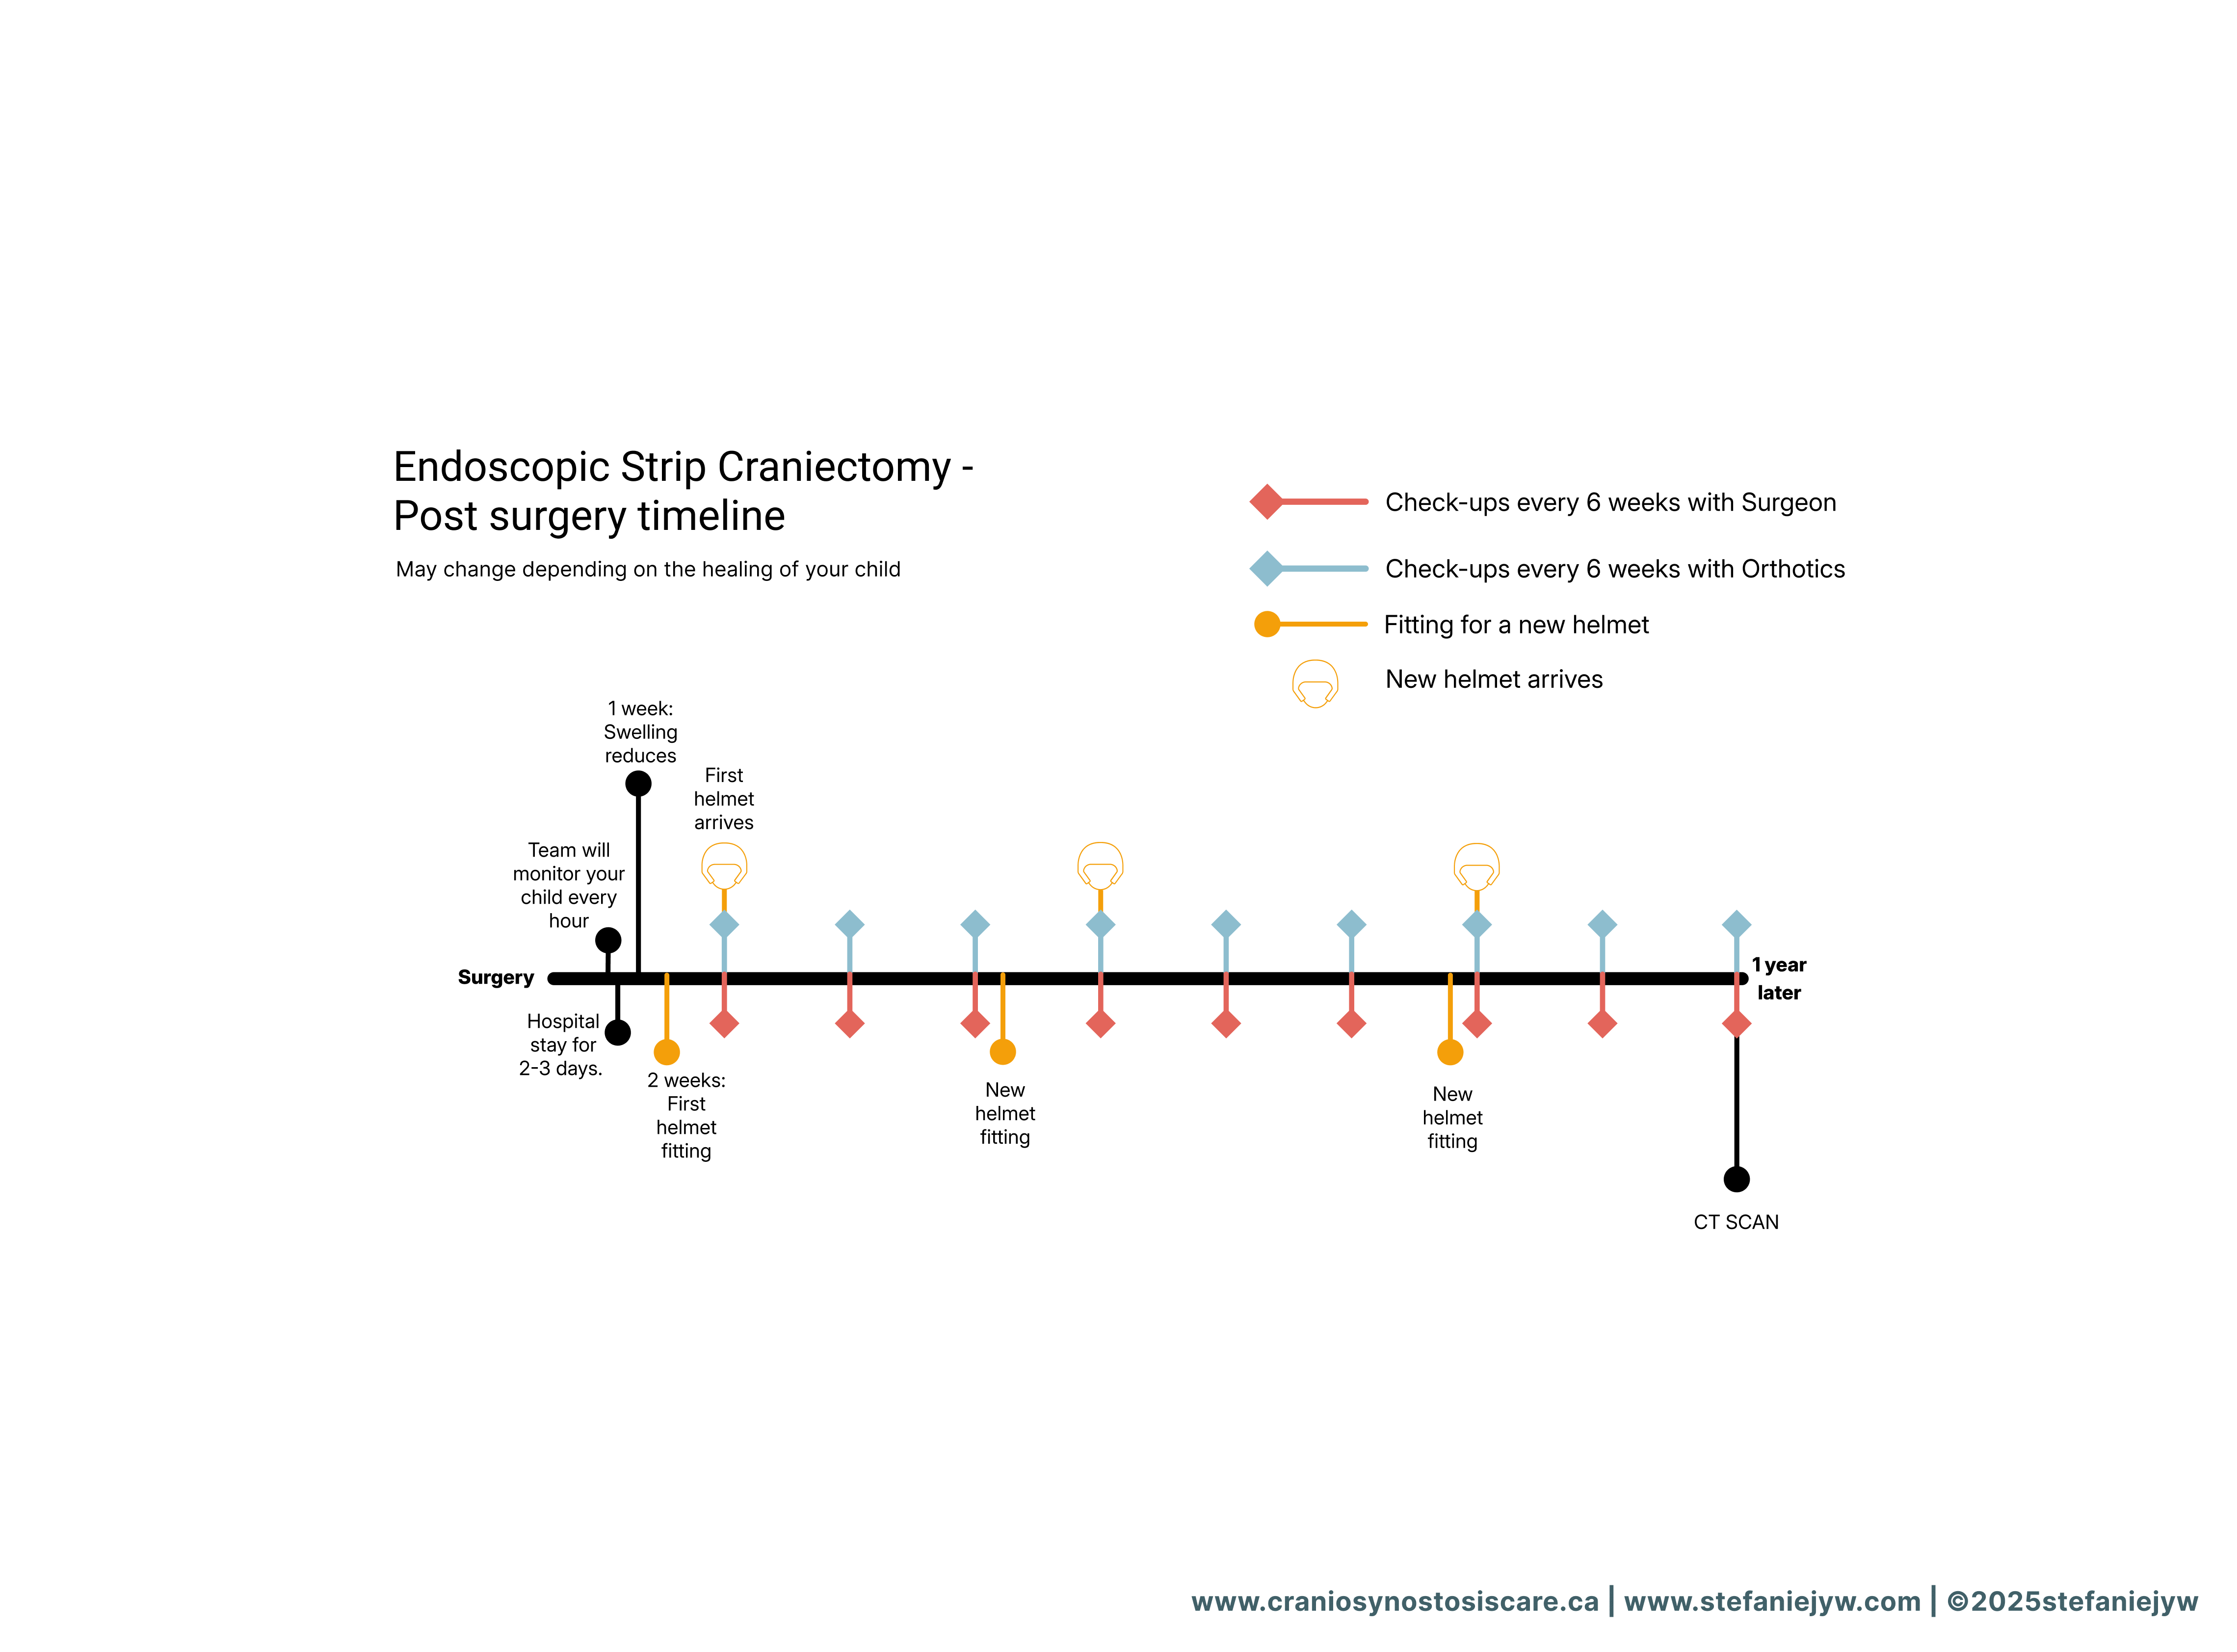 Endoscopic Strip Craniectomy -
Post surgery timeline
May change depending on the healing of your child
Check-ups every 6 weeks with Surgeon
Check-ups every 6 weeks with Orthotics
Fitting for a new helmet
New helmet arrives
1 week:
Swelling
reduces
First
helmet
arrives
Team will
monitor your
child every
hour
Surgery
1 year
later
Hospital
stay for
2-3 days.
2 weeks:
First
helmet
fitting
New
helmet
fitting
New
helmet
fitting
CT SCAN
www.craniosynostosiscare.ca | www.stefaniejyw.com | ©2025stefaniejyw